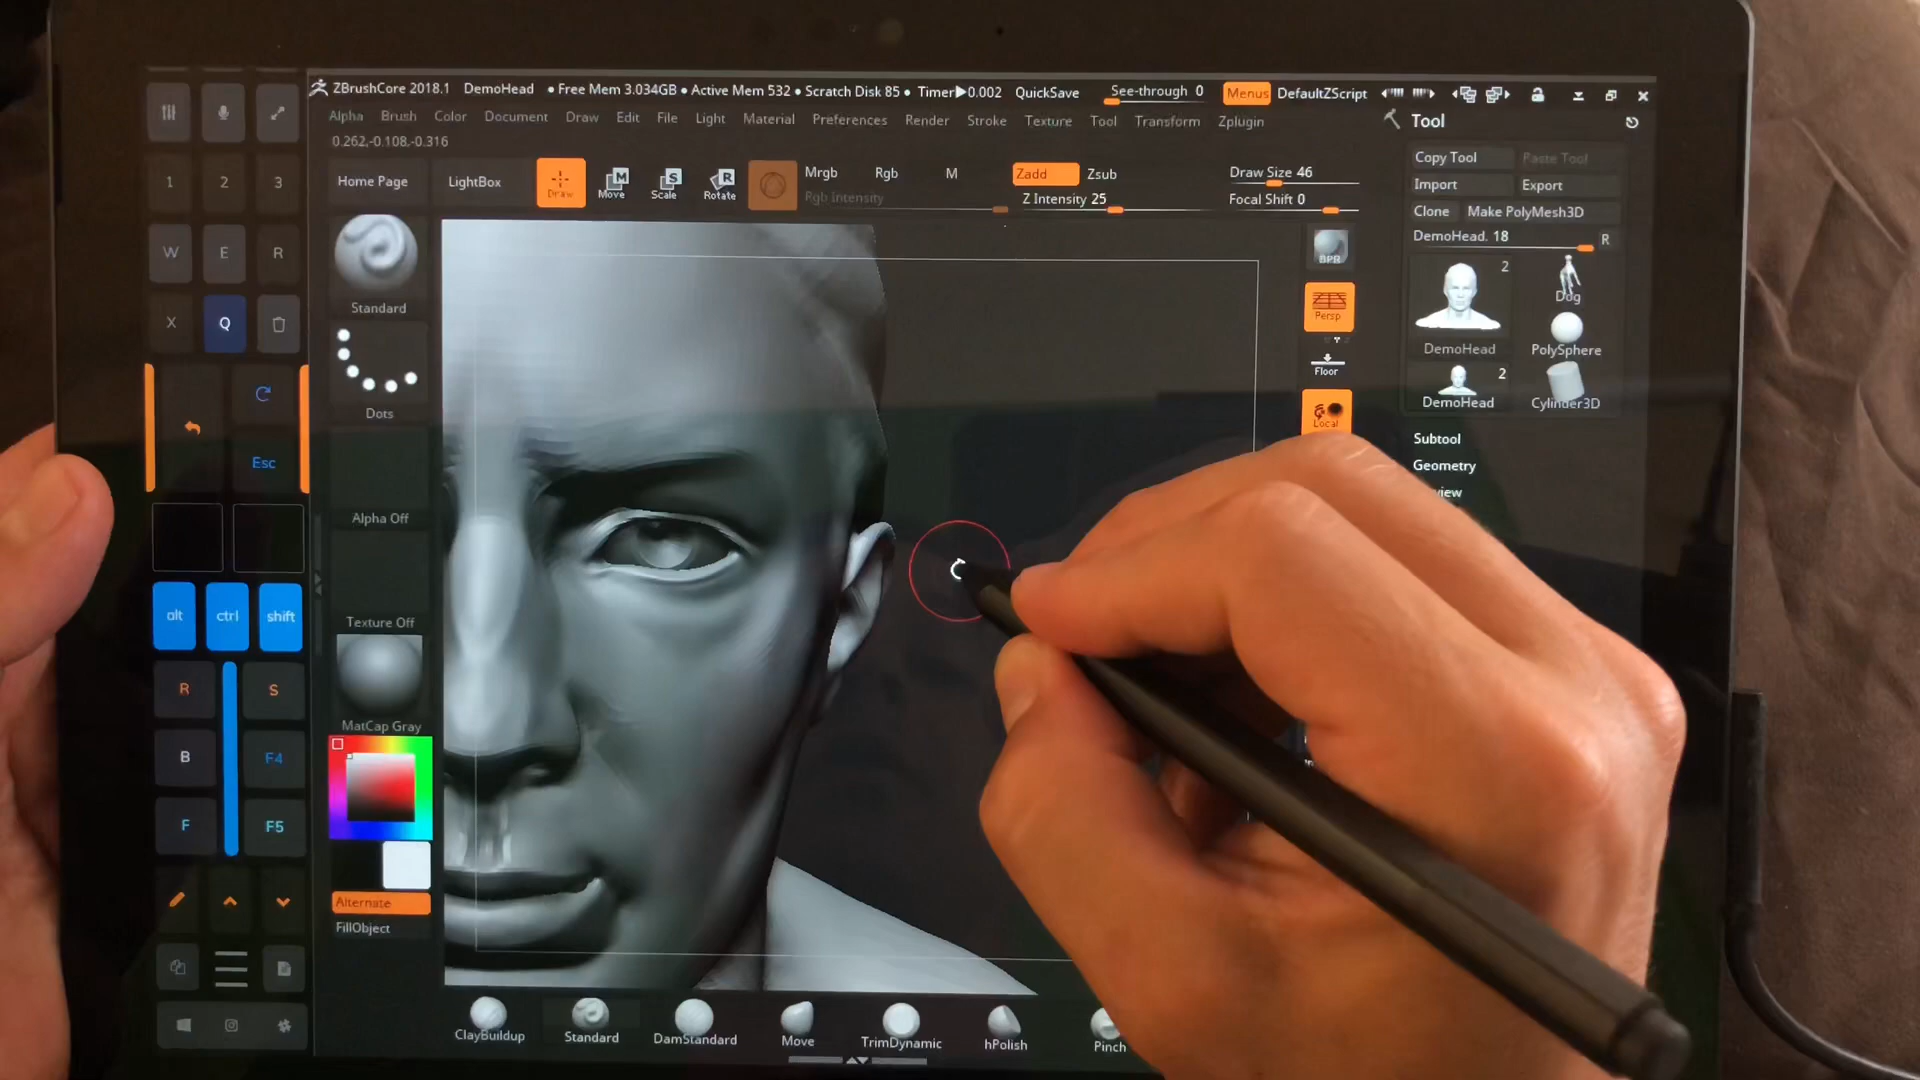 ZBrushCore 2018.1 DemoHead • Free Mem 3.034GB • Active Mem 532 • Scratch Disk 85 • Timer▶0.002 QuickSave See-through 0 Menus DefaultZScript
Alpha Brush Color Document Draw Edit File Light Material Preferences Render Stroke Texture Tool Transform Zplugin
0.262,-0.108,-0.316
Home Page LightBox Draw Move Scale Rotate Mrgb Rgb M Zadd Zsub Draw Size 46
M S R
Rgb Intensity Z Intensity 25 Focal Shift 0
Tool
Copy Tool Paste Tool
Import Export
Clone Make PolyMesh3D
DemoHead. 18 R
2
DemoHead
Dog
PolySphere
2
DemoHead
Cylinder3D
Subtool
Geometry
BPR
Persp
Floor
Local
Standard
Dots
Alpha Off
Texture Off
MatCap Gray
Alternate
FillObject
1 2 3
W E R
X Q
Esc
alt ctrl shift
R S
B F4
F F5
ClayBuildup Standard DamStandard Move TrimDynamic hPolish Pinch